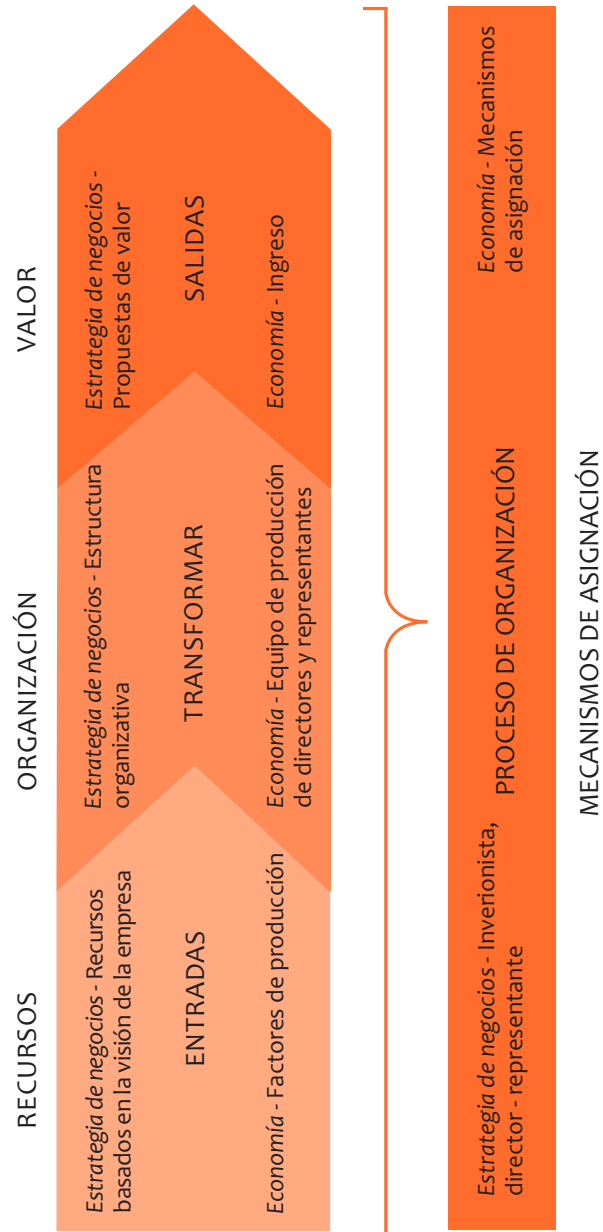 RECURSOS
Estrategia de negocios - Recursos
basados en la visión de la empresa
ENTRADAS
Economía - Factores de producción
ORGANIZACIÓN
Estrategia de negocios - Estructura
organizativa
TRANSFORMAR
Economía - Equipo de producción
de directores y representantes
VALOR
Estrategia de negocios -
Propuestas de valor
SALIDAS
Economía - Ingreso
Estrategia de negocios - Inverionista,
director - representante
PROCESO DE ORGANIZACIÓN
Economía - Mecanismos
de asignación
MECANISMOS DE ASIGNACIÓN